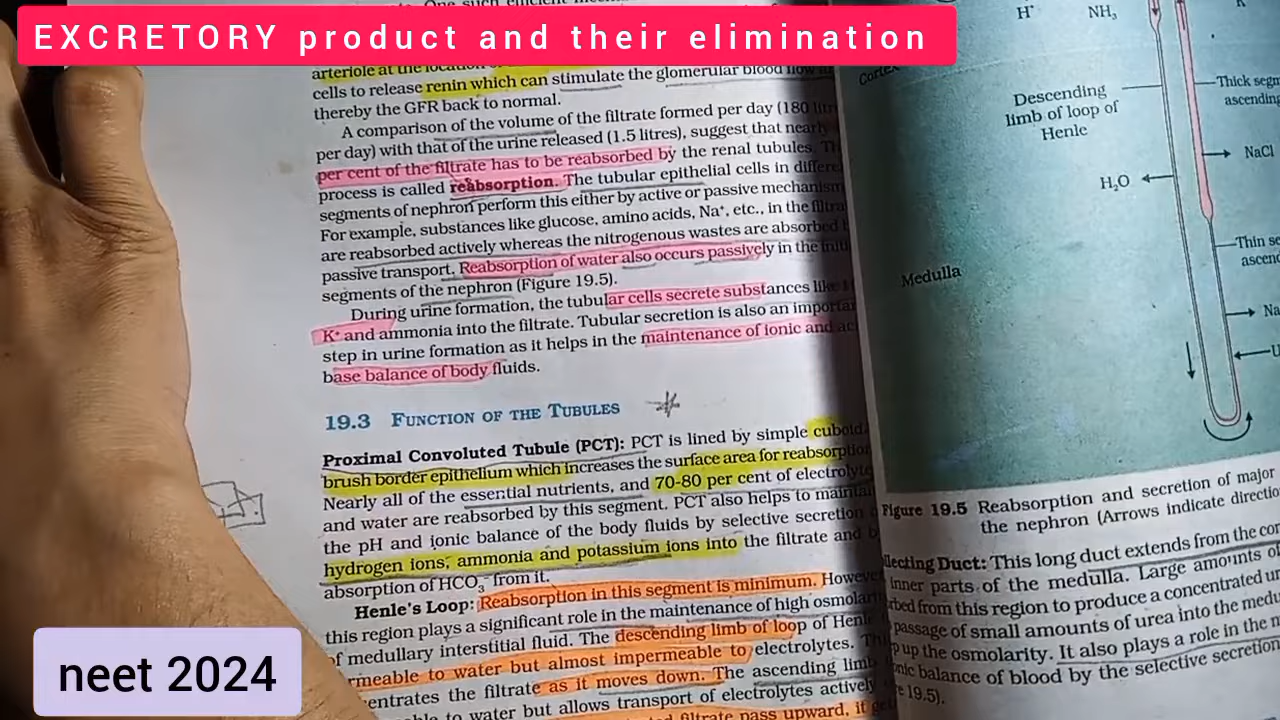 EXCRETORY product and their elimination
arteriole at the
cells to release renin which can stimulate the glomerular blood flow
thereby the GFR back to normal.
A comparison of the volume of the filtrate formed per day (180
per day) with that of the urine released (1.5 litres), suggest that nearly
per cent of the filtrate has to be reabsorbed by the renal tubules.
process is called reabsorption. The tubular epithelial cells in
segments of nephron perform this either by active or passive
For example, substances like glucose, amino acids, Na⁺, etc., in the
are reabsorbed actively whereas the nitrogenous wastes are absorbed
passive transport. Reabsorption of water also occurs passively in the
segments of the nephron (Figure 19.5).
During urine formation, the tubular cells secrete substances like
K⁺ and ammonia into the filtrate. Tubular secretion is also an
step in urine formation as it helps in the maintenance of ionic and
base balance of body fluids.
19.3 FUNCTION OF THE TUBULES
Proximal Convoluted Tubule (PCT): PCT is lined by simple
brush border epithelium which increases the surface area for
Nearly all of the essential nutrients, and 70-80 per cent of
and water are reabsorbed by this segment. PCT also helps to
the pH and ionic balance of the body fluids by selective secretion
hydrogen ions, ammonia and potassium ions into the filtrate and
absorption of HCO₃⁻ from it.
Henle's Loop: Reabsorption in this segment is minimum.
this region plays a significant role in the maintenance of high
of medullary interstitial fluid. The descending limb of loop of
but almost impermeable to electrolytes.
the filtrate as it moves down. The ascending limb
to water but allows transport of electrolytes actively
filtrate pass upward, it
neet 2024
H⁺
NH₃
Cortex
Descending
limb of loop of
Henle
Thick
NaCl
H₂O
Thin
Medulla
Figure 19.5 Reabsorption and secretion of major
the nephron (Arrows indicate
Duct: This long duct extends from the
inner parts of the medulla. Large amounts
from this region to produce a concentrated
passage of small amounts of urea into the
up the osmolarity. It also plays a role in the
balance of blood by the selective secretion
19.5).